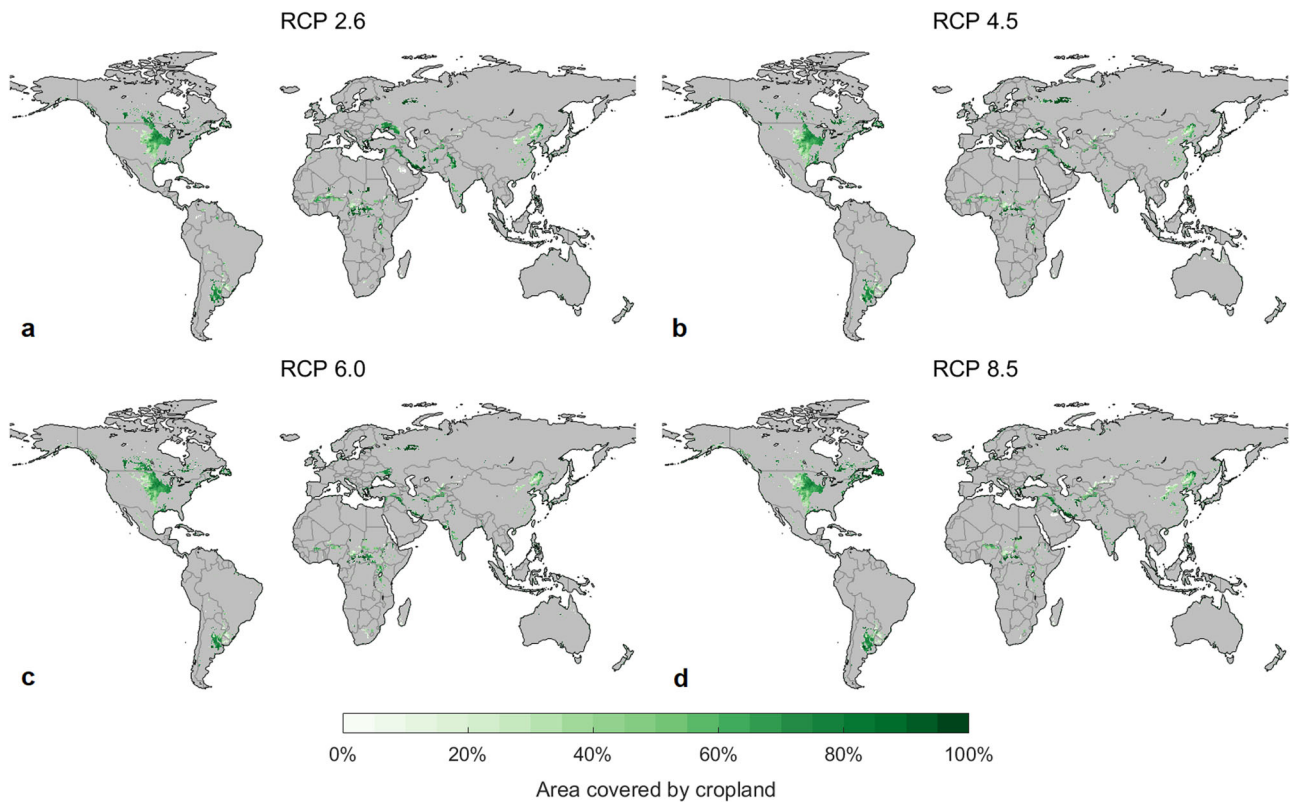 RCP 2.6
RCP 4.5
a
b
RCP 6.0
RCP 8.5
c
d
0%
20%
40%
60%
80%
100%
Area covered by cropland